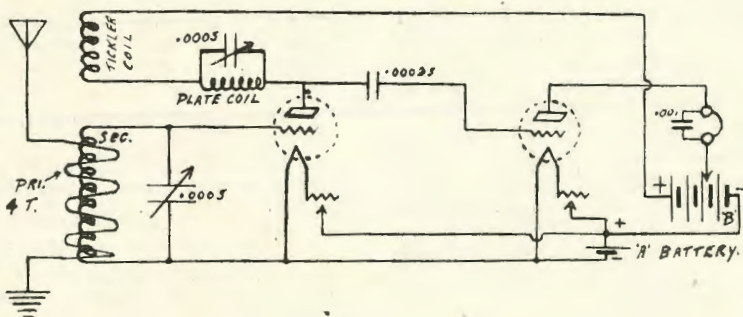 TICKLER
COIL
.0005
PLATE COIL
.00025
.001
SEC.
PRI.
4 T.
.0005
+
+
-
"B"
-
"A" BATTERY.